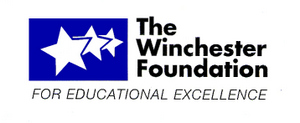 The
Winchester
Foundation
FOR EDUCATIONAL EXCELLENCE